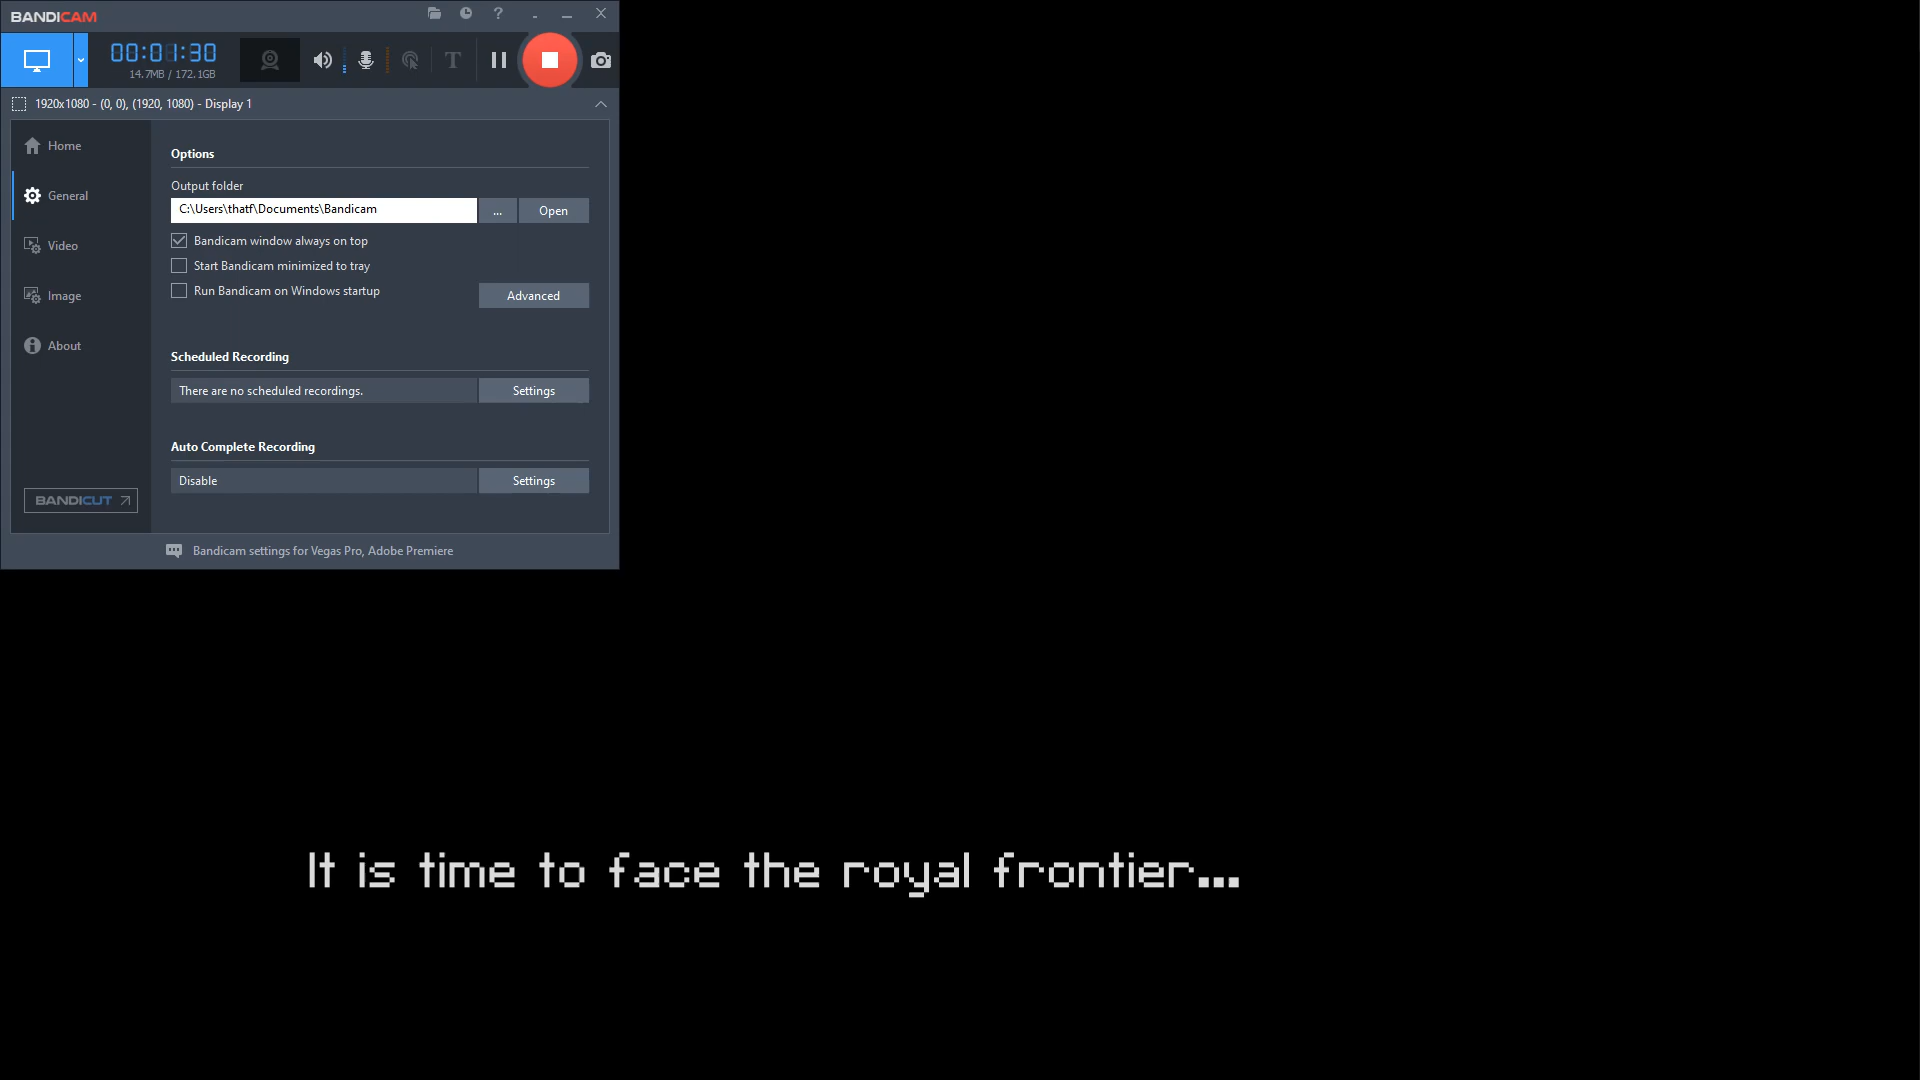 BANDICAM
?
00:01:30
14.7MB / 172.1GB
T
1920x1080 - (0, 0), (1920, 1080) - Display 1
Home
General
Video
Image
About
BANDICUT
Options
Output folder
C:\Users\thatf\Documents\Bandicam
...
Open
Bandicam window always on top
Start Bandicam minimized to tray
Run Bandicam on Windows startup
Advanced
Scheduled Recording
There are no scheduled recordings.
Settings
Auto Complete Recording
Disable
Settings
Bandicam settings for Vegas Pro, Adobe Premiere
It is time to face the royal frontier...